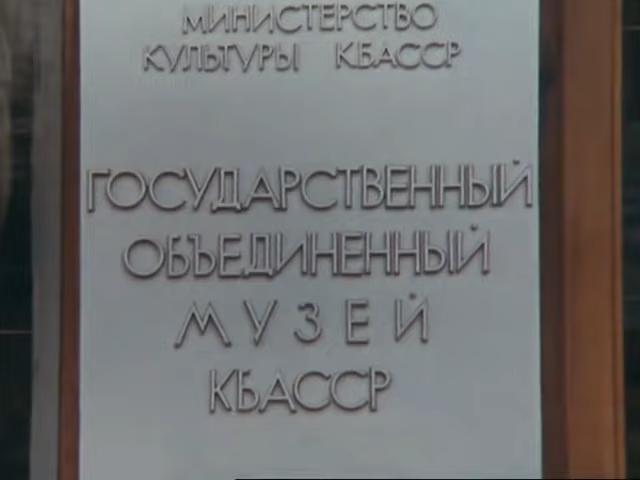 МИНИСТЕРСТВО
КУЛЬТУРЫ КБАССР
ГОСУДАРСТВЕННЫЙ
ОБЪЕДИНЕННЫЙ
МУЗЕЙ
КБАССР